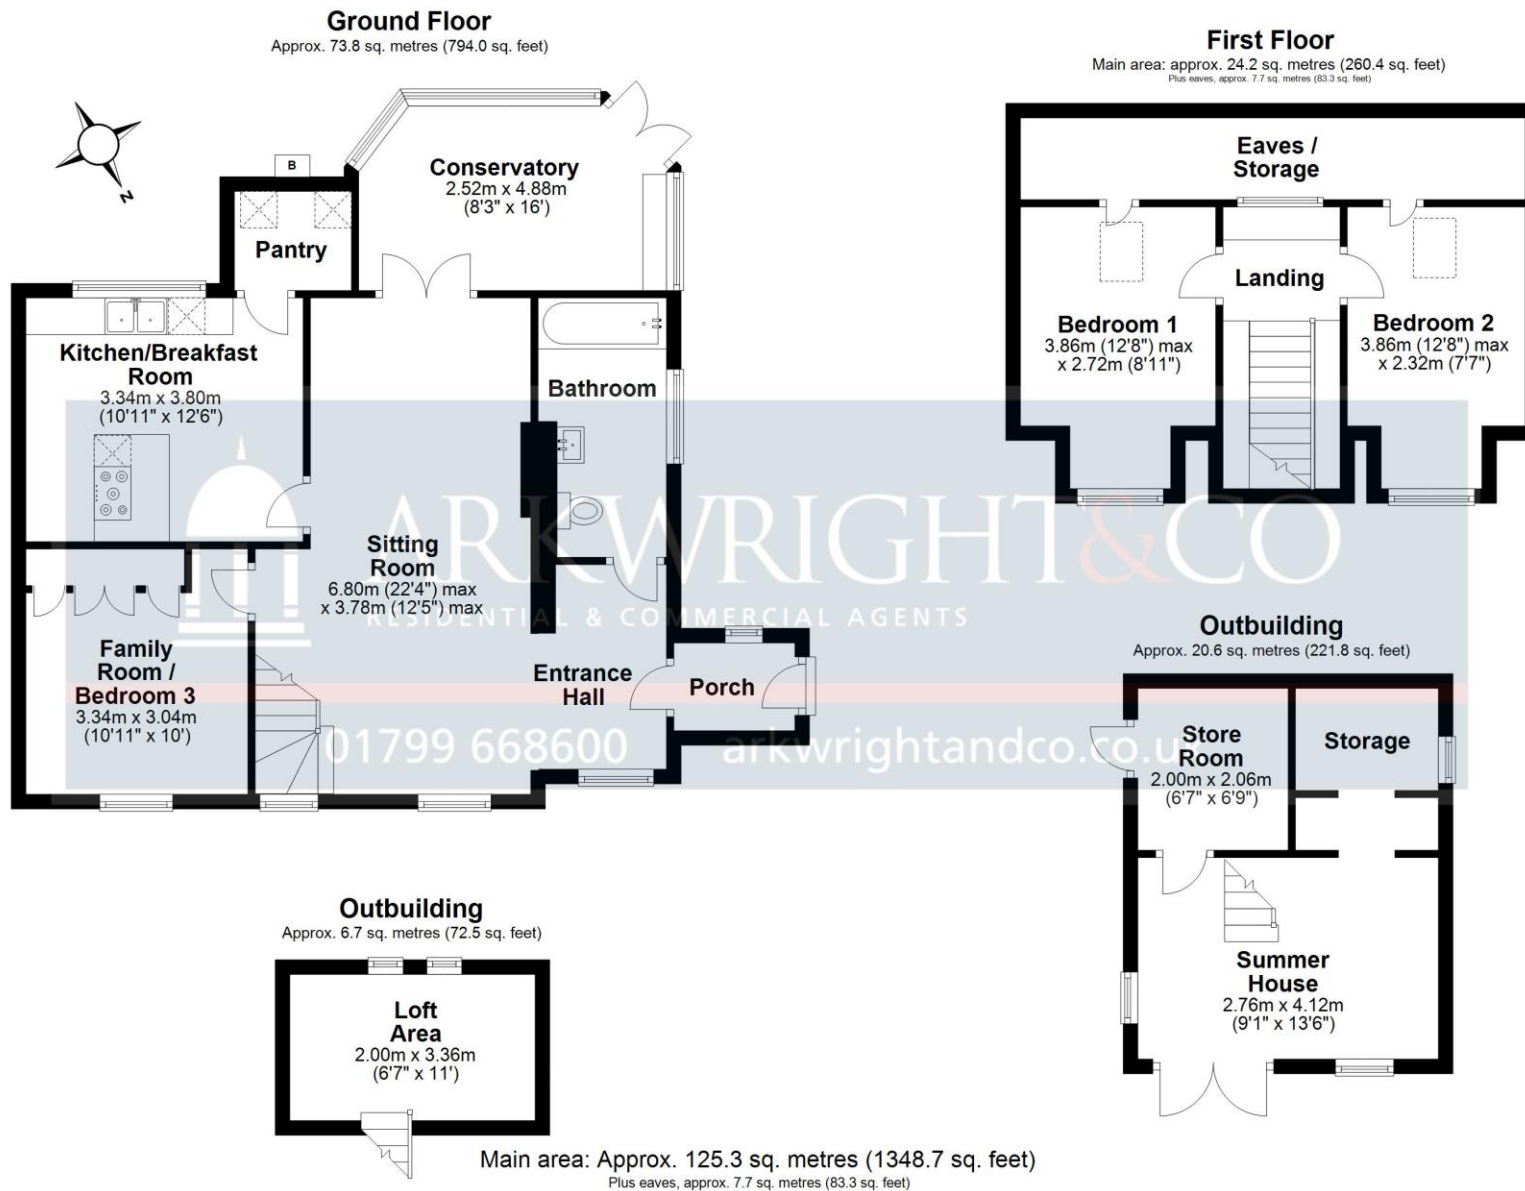 Ground Floor
Approx. 73.8 sq. metres (794.0 sq. feet)
N
B
Conservatory
2.52m x 4.88m
(8'3" x 16')
Pantry
Kitchen/Breakfast
Room
3.34m x 3.80m
(10'11" x 12'6")
Bathroom
Sitting
Room
6.80m (22'4") max
x 3.78m (12'5") max
Family
Room /
Bedroom 3
3.34m x 3.04m
(10'11" x 10')
Entrance
Hall
Porch
First Floor
Main area: approx. 24.2 sq. metres (260.4 sq. feet)
Plus eaves, approx. 7.7 sq. metres (83.3 sq. feet)
Eaves /
Storage
Landing
Bedroom 1
3.86m (12'8") max
x 2.72m (8'11")
Bedroom 2
3.86m (12'8") max
x 2.32m (7'7")
ARKWRIGHT&CO
RESIDENTIAL & COMMERCIAL AGENTS
01799 668600 arkwrightandco.co.uk
Outbuilding
Approx. 20.6 sq. metres (221.8 sq. feet)
Store
Room
2.00m x 2.06m
(6'7" x 6'9")
Storage
Summer
House
2.76m x 4.12m
(9'1" x 13'6")
Outbuilding
Approx. 6.7 sq. metres (72.5 sq. feet)
Loft
Area
2.00m x 3.36m
(6'7" x 11')
Main area: Approx. 125.3 sq. metres (1348.7 sq. feet)
Plus eaves, approx. 7.7 sq. metres (83.3 sq. feet)